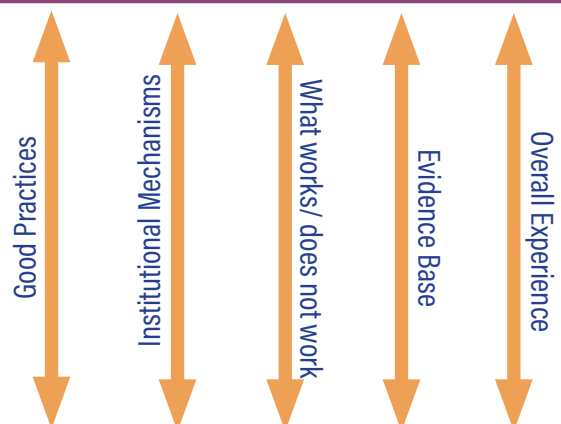 Good Practices
Institutional Mechanisms
What works/ does not work
Evidence Base
Overall Experience